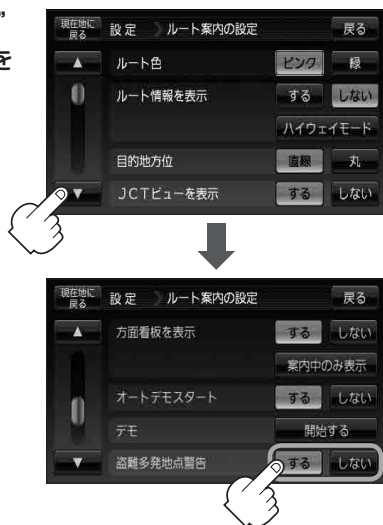 ”
を
現在地に
戻る
設定 ルート案内の設定 戻る
▲ ルート色 ピンク 緑
ルート情報を表示 する しない
ハイウェイモード
目的地方位 直線 丸
▼ JCTビューを表示 する しない
現在地に
戻る
設定 ルート案内の設定 戻る
▲ 方面看板を表示 する しない
案内中のみ表示
オートデモスタート する しない
デモ 開始する
▼ 盗難多発地点警告 する しない